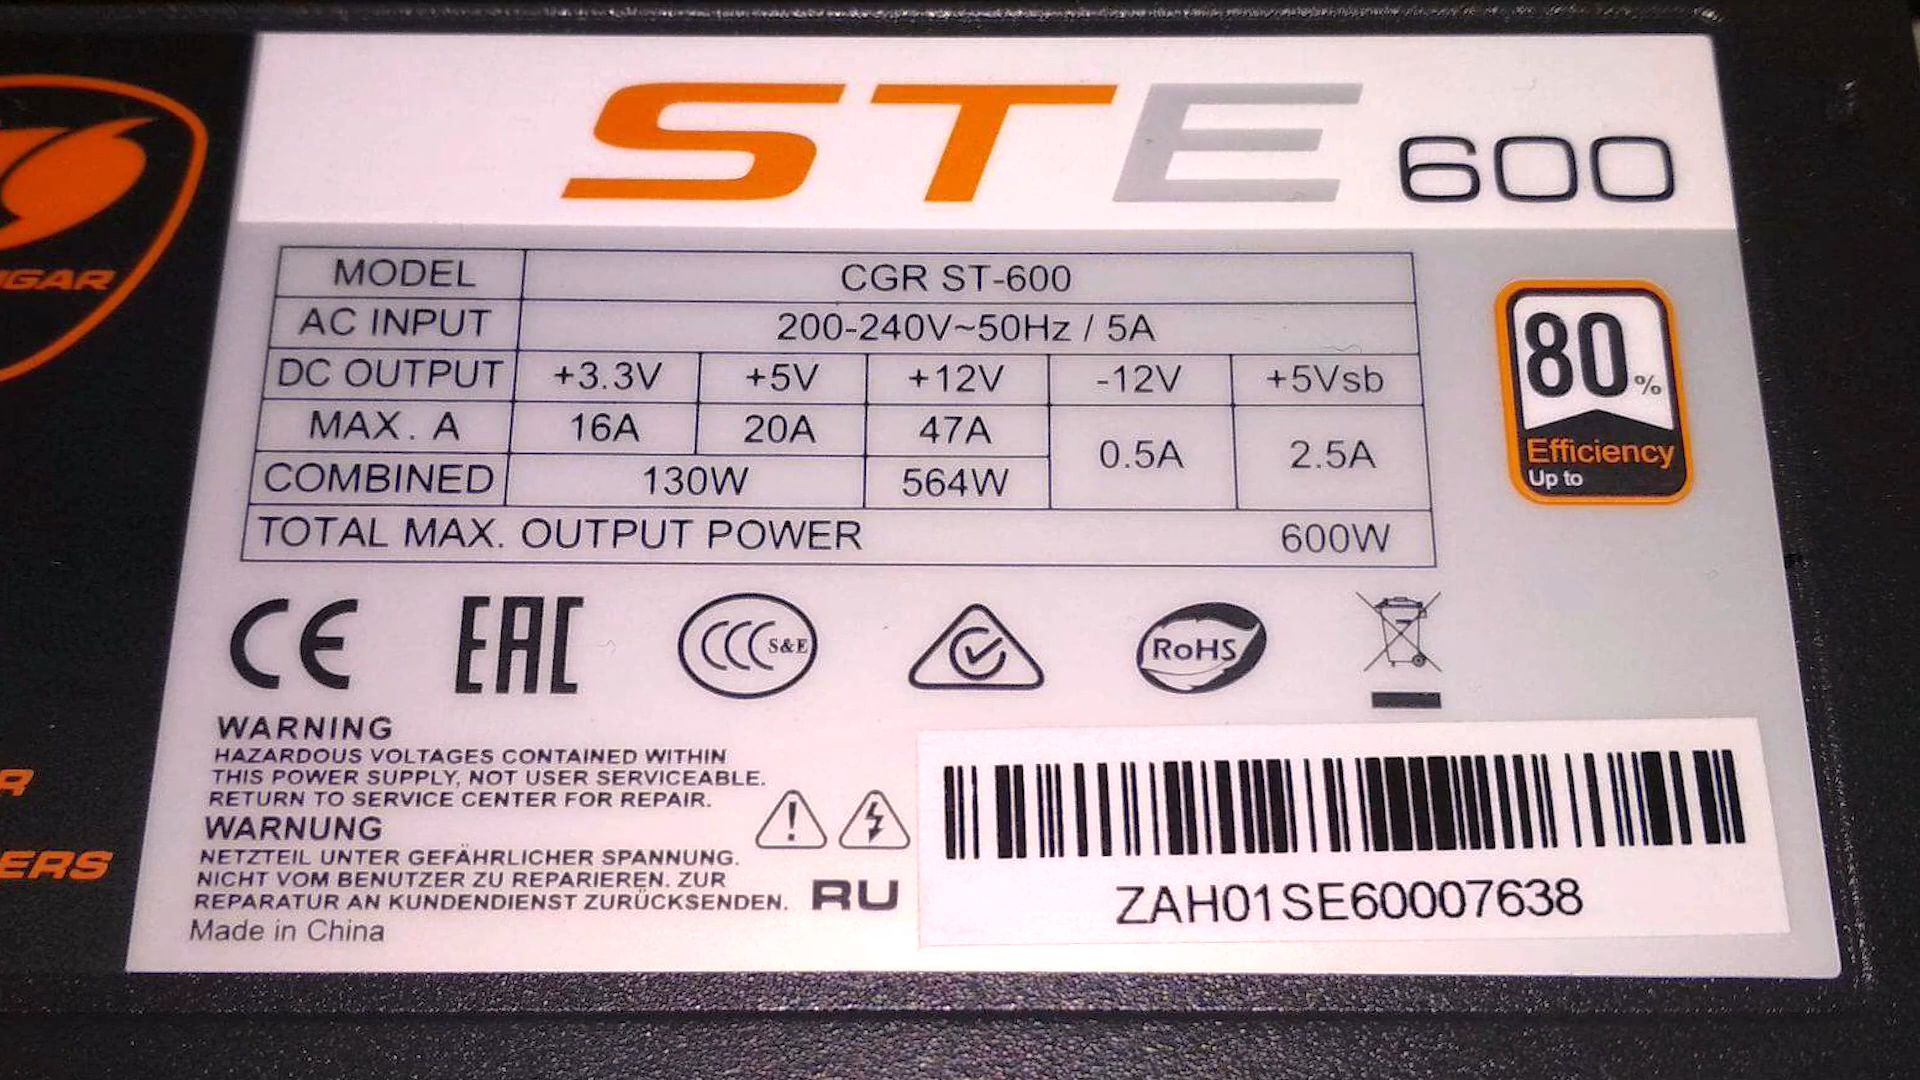 STE 600
MODEL CGR ST-600
AC INPUT 200-240V~50Hz / 5A
DC OUTPUT +3.3V +5V +12V -12V +5Vsb
MAX. A 16A 20A 47A 0.5A 2.5A
COMBINED 130W 564W
TOTAL MAX. OUTPUT POWER 600W
80%
Efficiency
Up to
CE EAC CCC S&E RoHS
WARNING
HAZARDOUS VOLTAGES CONTAINED WITHIN
THIS POWER SUPPLY, NOT USER SERVICEABLE.
RETURN TO SERVICE CENTER FOR REPAIR.
WARNUNG
NETZTEIL UNTER GEFÄHRLICHER SPANNUNG.
NICHT VOM BENUTZER ZU REPARIEREN. ZUR
REPARATUR AN KUNDENDIENST ZURÜCKSENDEN.
RU
Made in China
ZAH01SE60007638